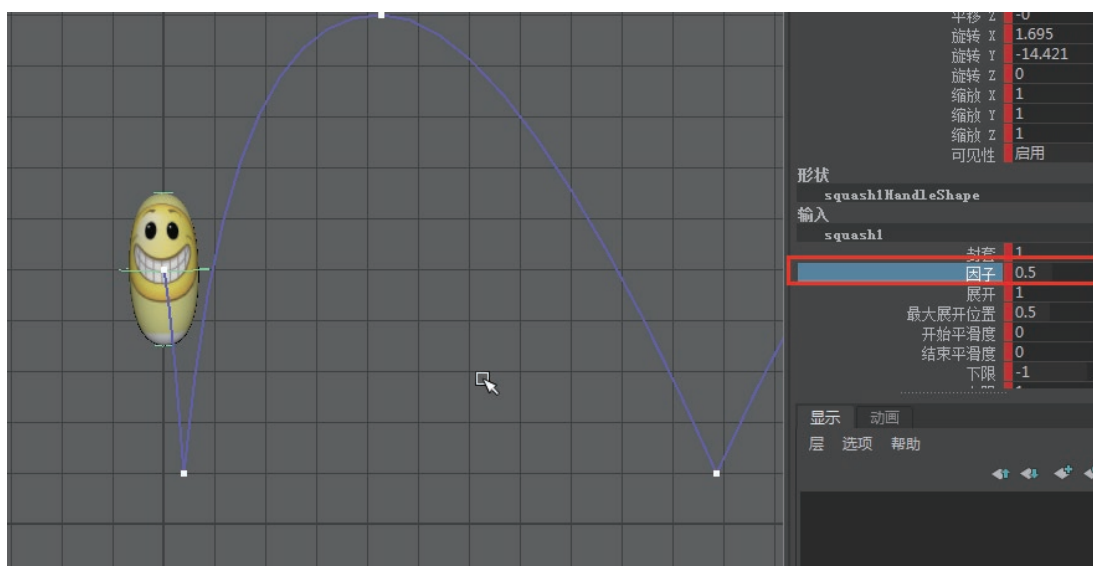 平移 Z -0
旋转 X 1.695
旋转 Y -14.421
旋转 Z 0
缩放 X 1
缩放 Y 1
缩放 Z 1
可见性 启用
形状
squash1HandleShape
输入
squash1
封套 1
因子 0.5
展开 1
最大展开位置 0.5
开始平滑度 0
结束平滑度 0
下限 -1
显示 动画
层 选项 帮助